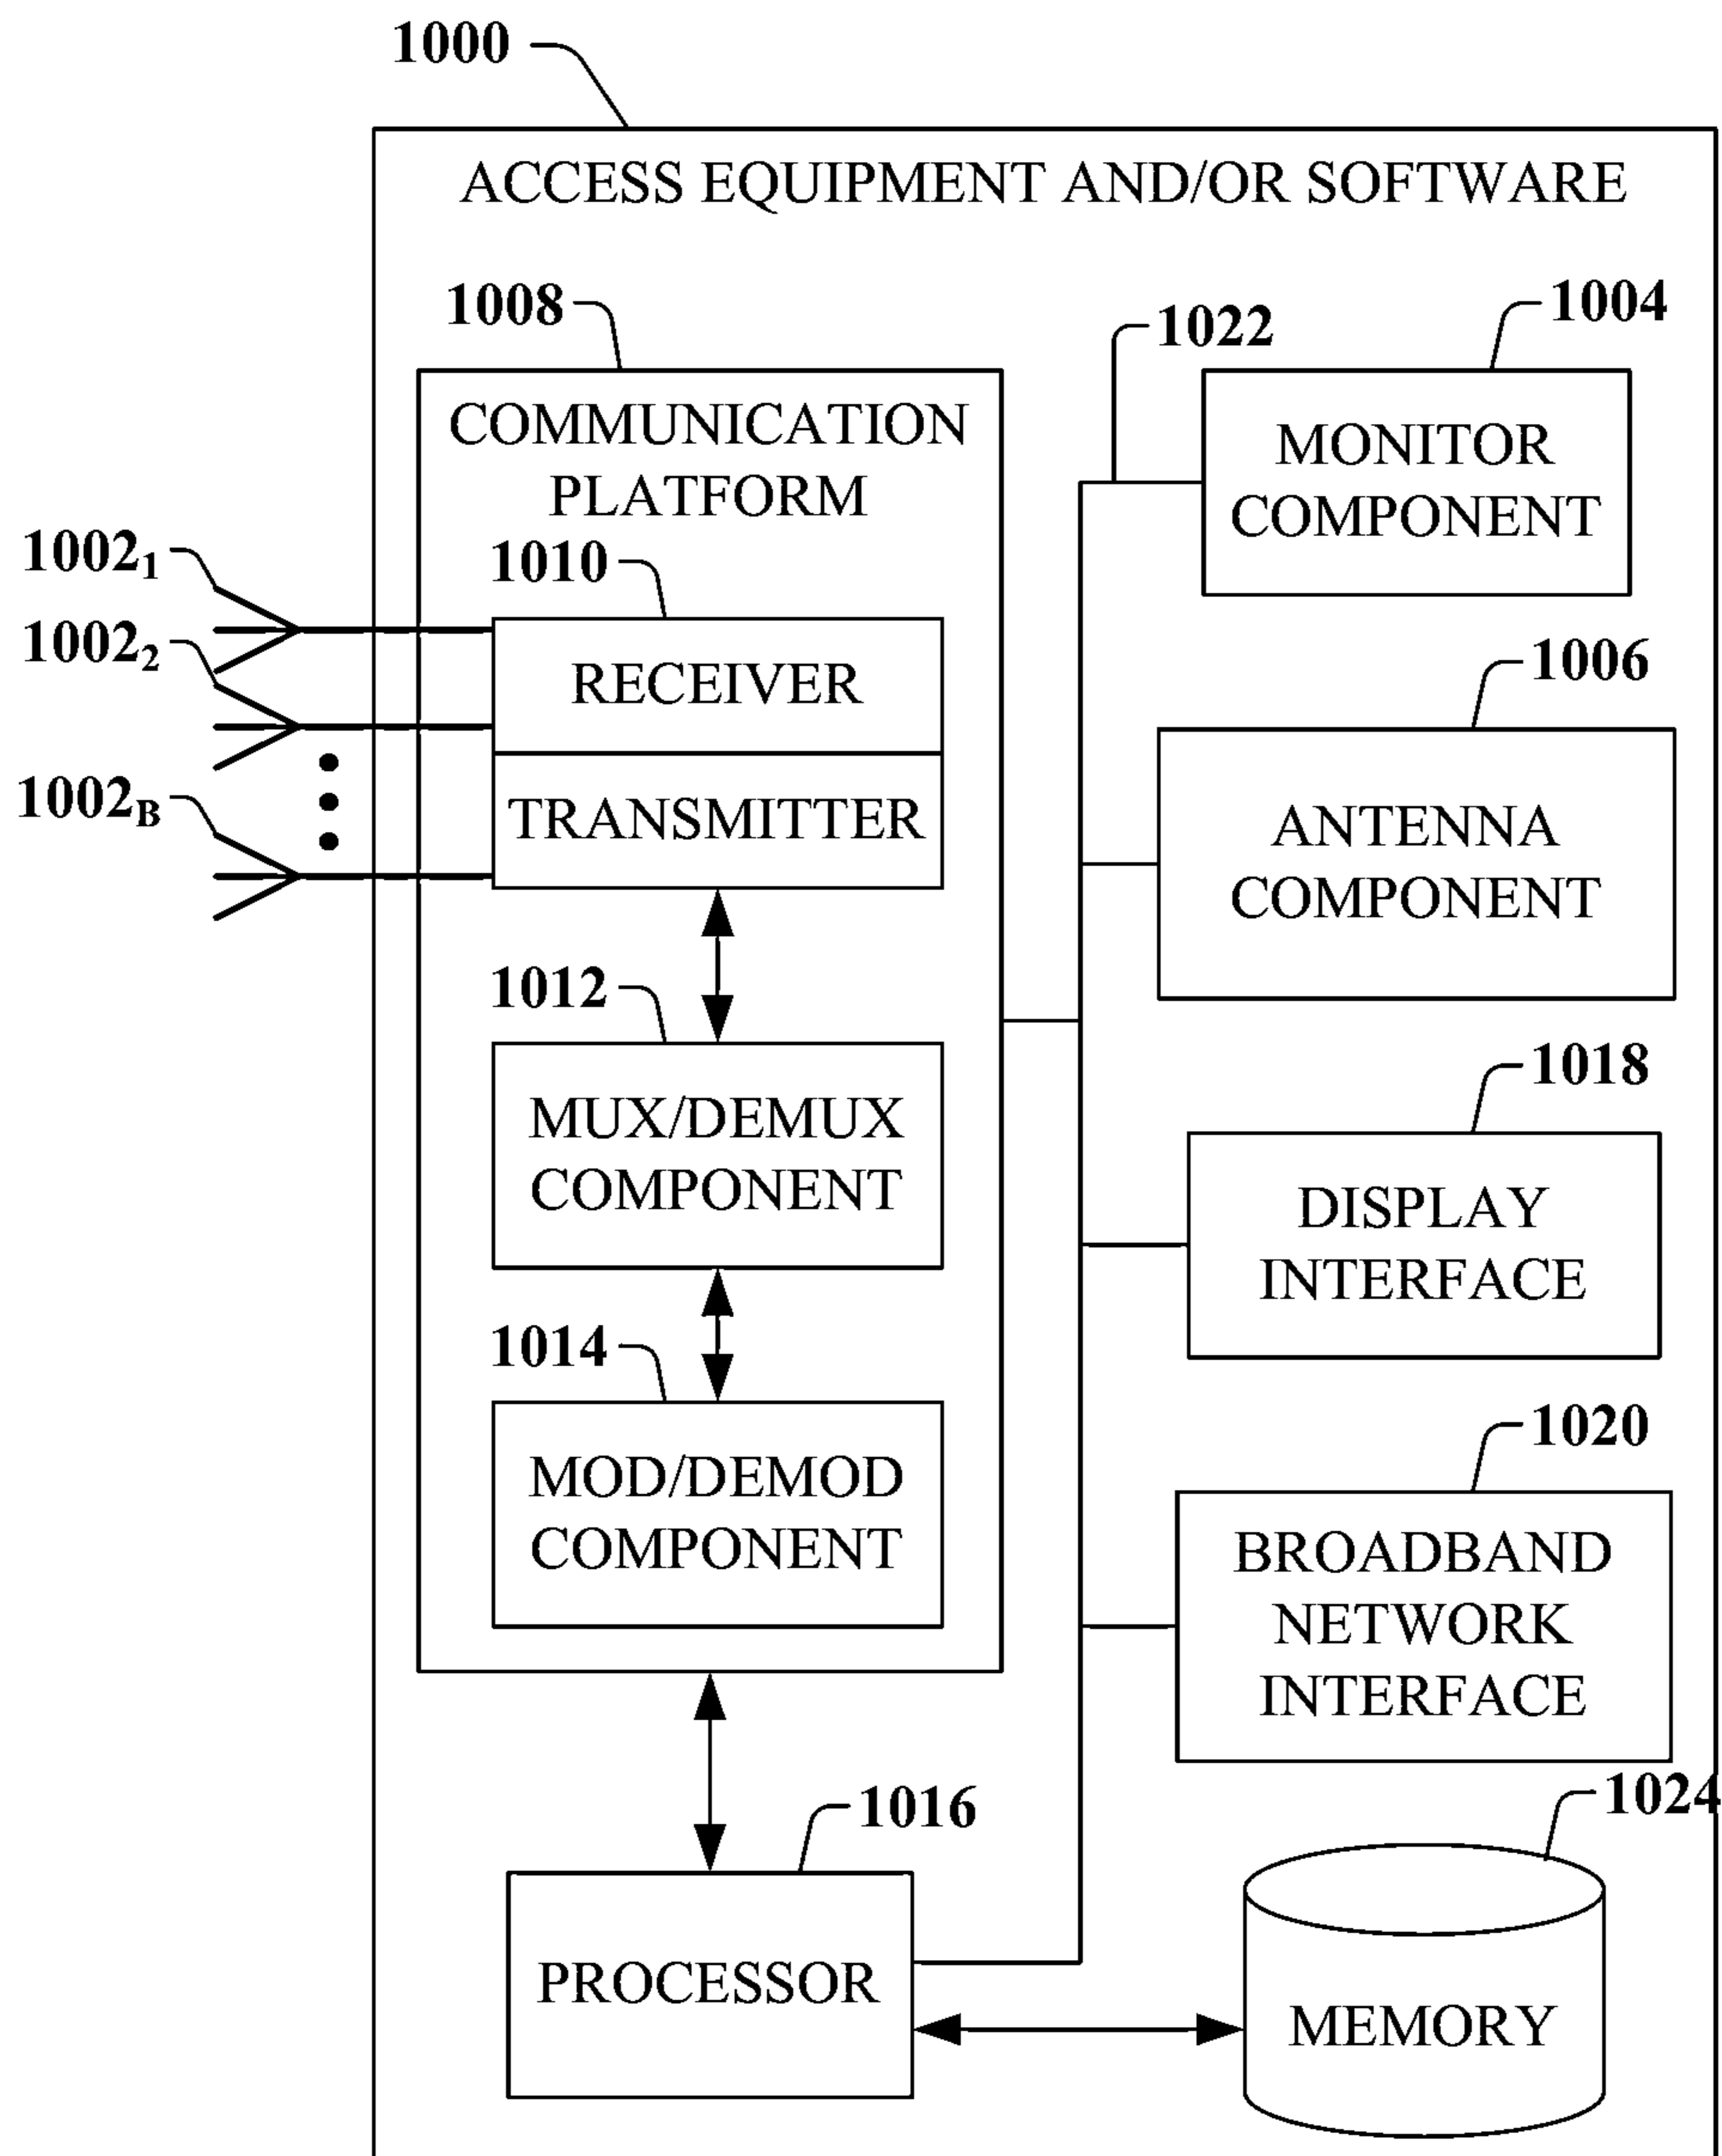 1000
ACCESS EQUIPMENT AND/OR SOFTWARE
1008
1022
1004
COMMUNICATION
PLATFORM
MONITOR
COMPONENT
1002₁
1010
1002₂
RECEIVER
1006
1002B
TRANSMITTER
ANTENNA
COMPONENT
1012
MUX/DEMUX
COMPONENT
1018
DISPLAY
INTERFACE
1014
MOD/DEMOD
COMPONENT
1020
BROADBAND
NETWORK
INTERFACE
1016
PROCESSOR
1024
MEMORY